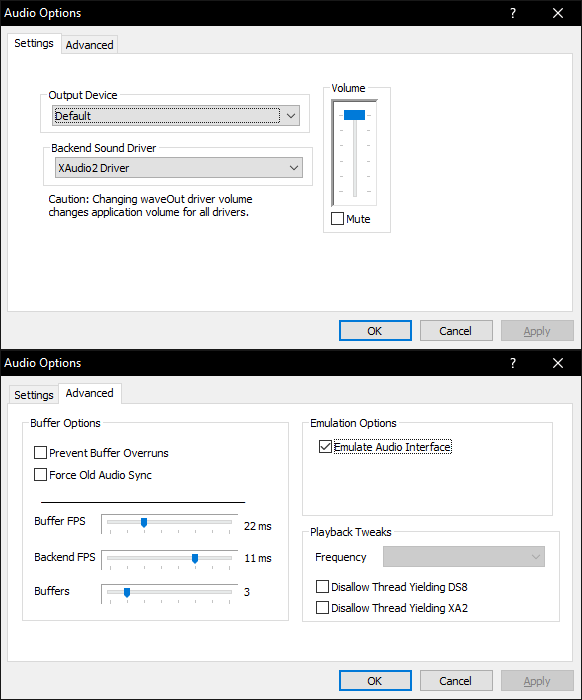 Audio Options
?
Settings
Advanced
Output Device
Default
Backend Sound Driver
XAudio2 Driver
Caution: Changing waveOut driver volume
changes application volume for all drivers.
Volume
Mute
OK
Cancel
Apply
Audio Options
?
Settings
Advanced
Buffer Options
Prevent Buffer Overruns
Force Old Audio Sync
Buffer FPS
22 ms
Backend FPS
11 ms
Buffers
3
Emulation Options
Emulate Audio Interface
Playback Tweaks
Frequency
Disallow Thread Yielding DS8
Disallow Thread Yielding XA2
OK
Cancel
Apply